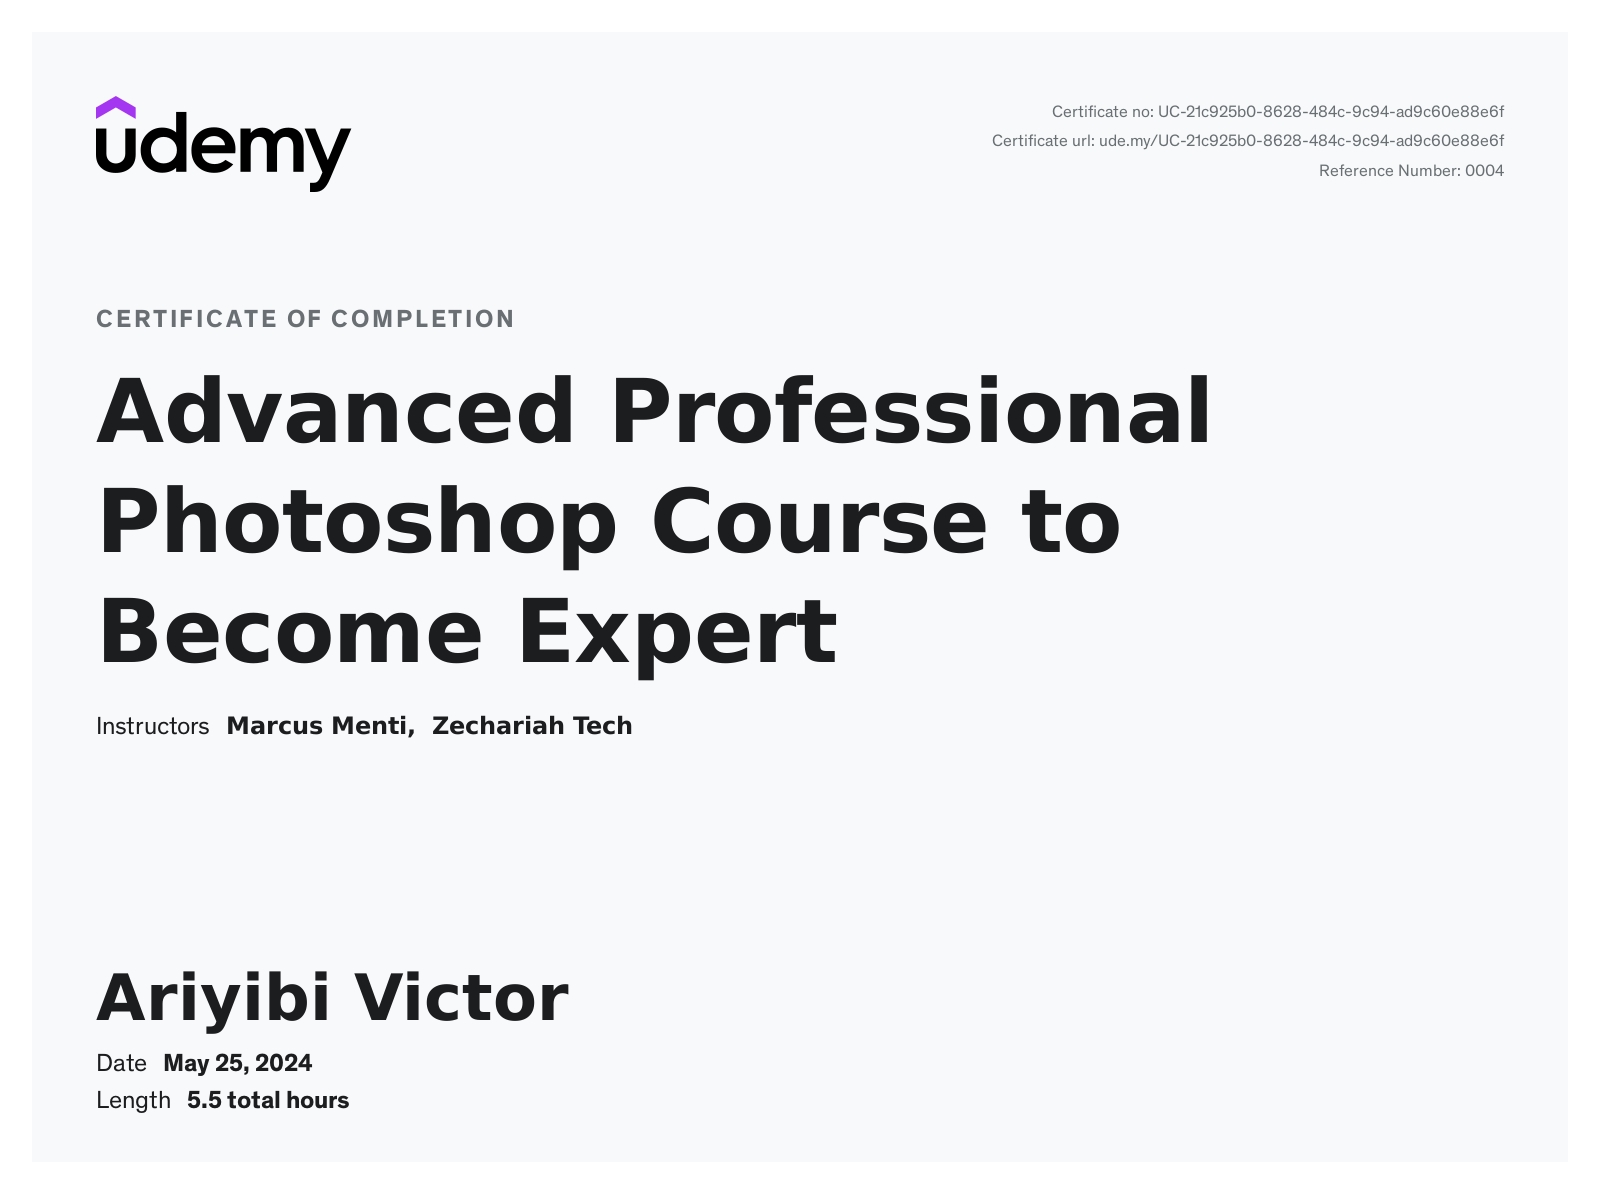 udemy
Certificate no: UC-21c925b0-8628-484c-9c94-ad9c60e88e6f
Certificate url: ude.my/UC-21c925b0-8628-484c-9c94-ad9c60e88e6f
Reference Number: 0004
CERTIFICATE OF COMPLETION
Advanced Professional
Photoshop Course to
Become Expert
Instructors Marcus Menti, Zechariah Tech
Ariyibi Victor
Date May 25, 2024
Length 5.5 total hours